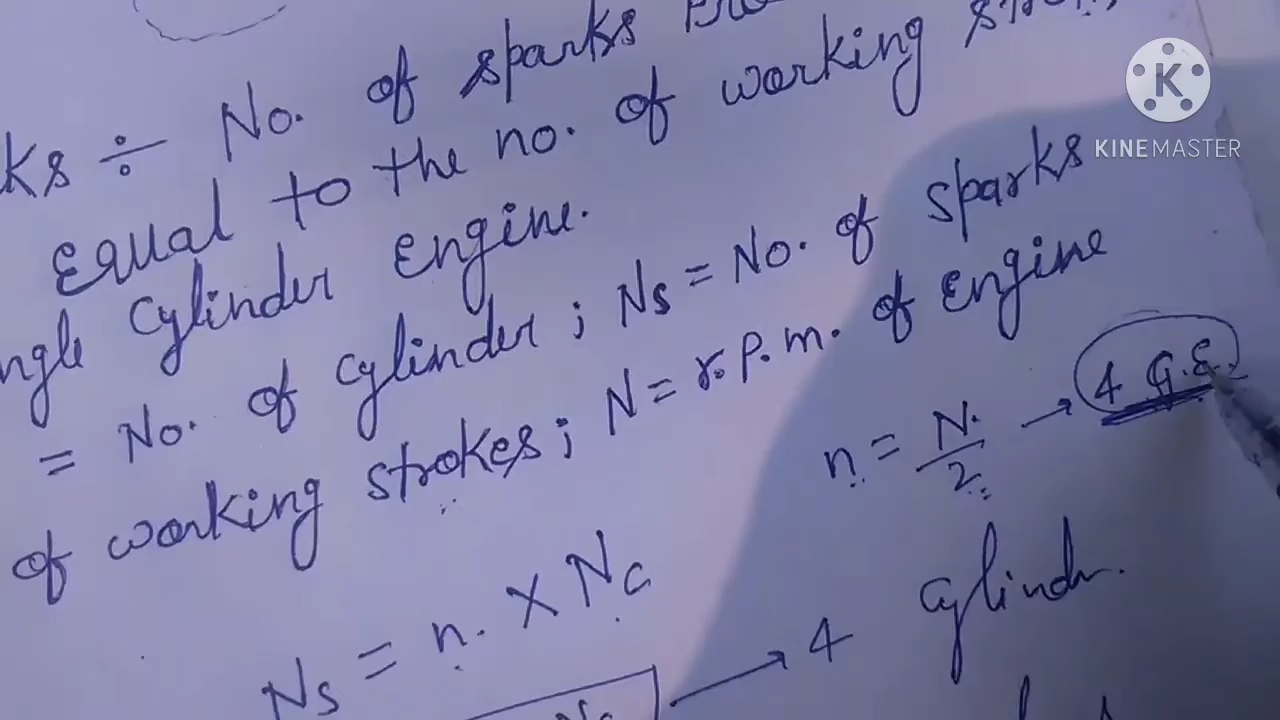 ks ÷ No. of sparks
Equal to the no. of working
ngle cylinder Engine.
= No. of cylinder ; Ns = No. of sparks
of working strokes ; N = r.p.m. of Engine
n = N/2 → 4 G.E.
Ns = n. × Nc
→ 4 cylindr.
K
KINEMASTER